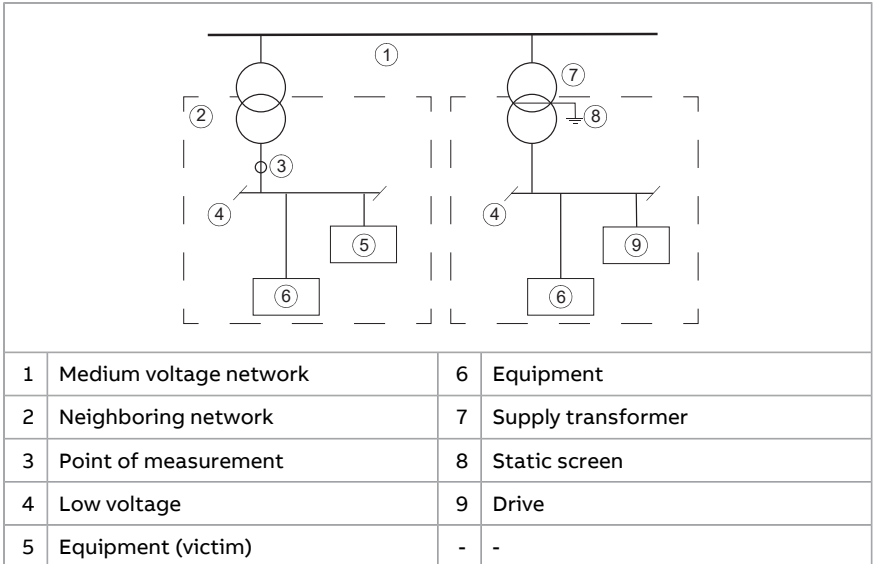 ①
⑦
②
⑧
③
④
④
⑤
⑨
⑥
⑥
1 Medium voltage network 6 Equipment
2 Neighboring network 7 Supply transformer
3 Point of measurement 8 Static screen
4 Low voltage 9 Drive
5 Equipment (victim) - -